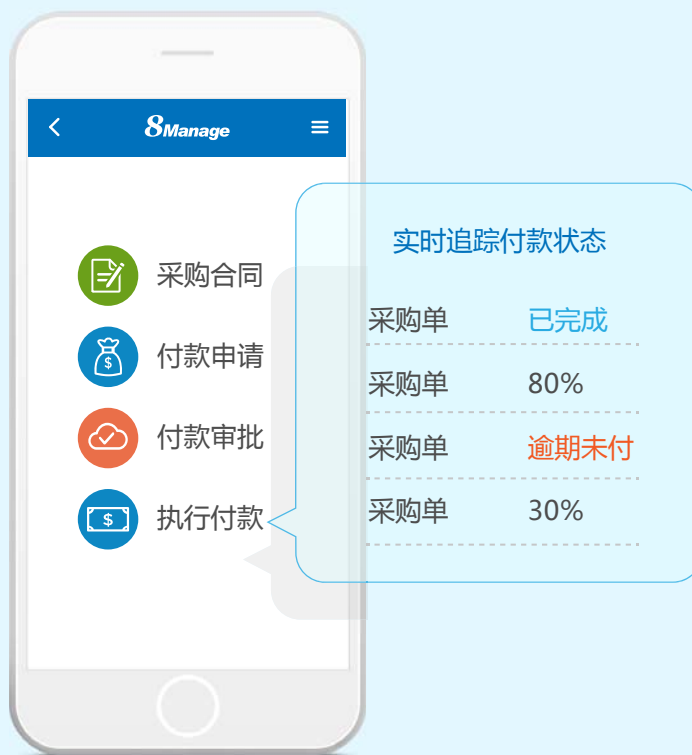 8Manage
采购合同
付款申请
付款审批
执行付款
实时追踪付款状态
采购单 已完成
采购单 80%
采购单 逾期未付
采购单 30%